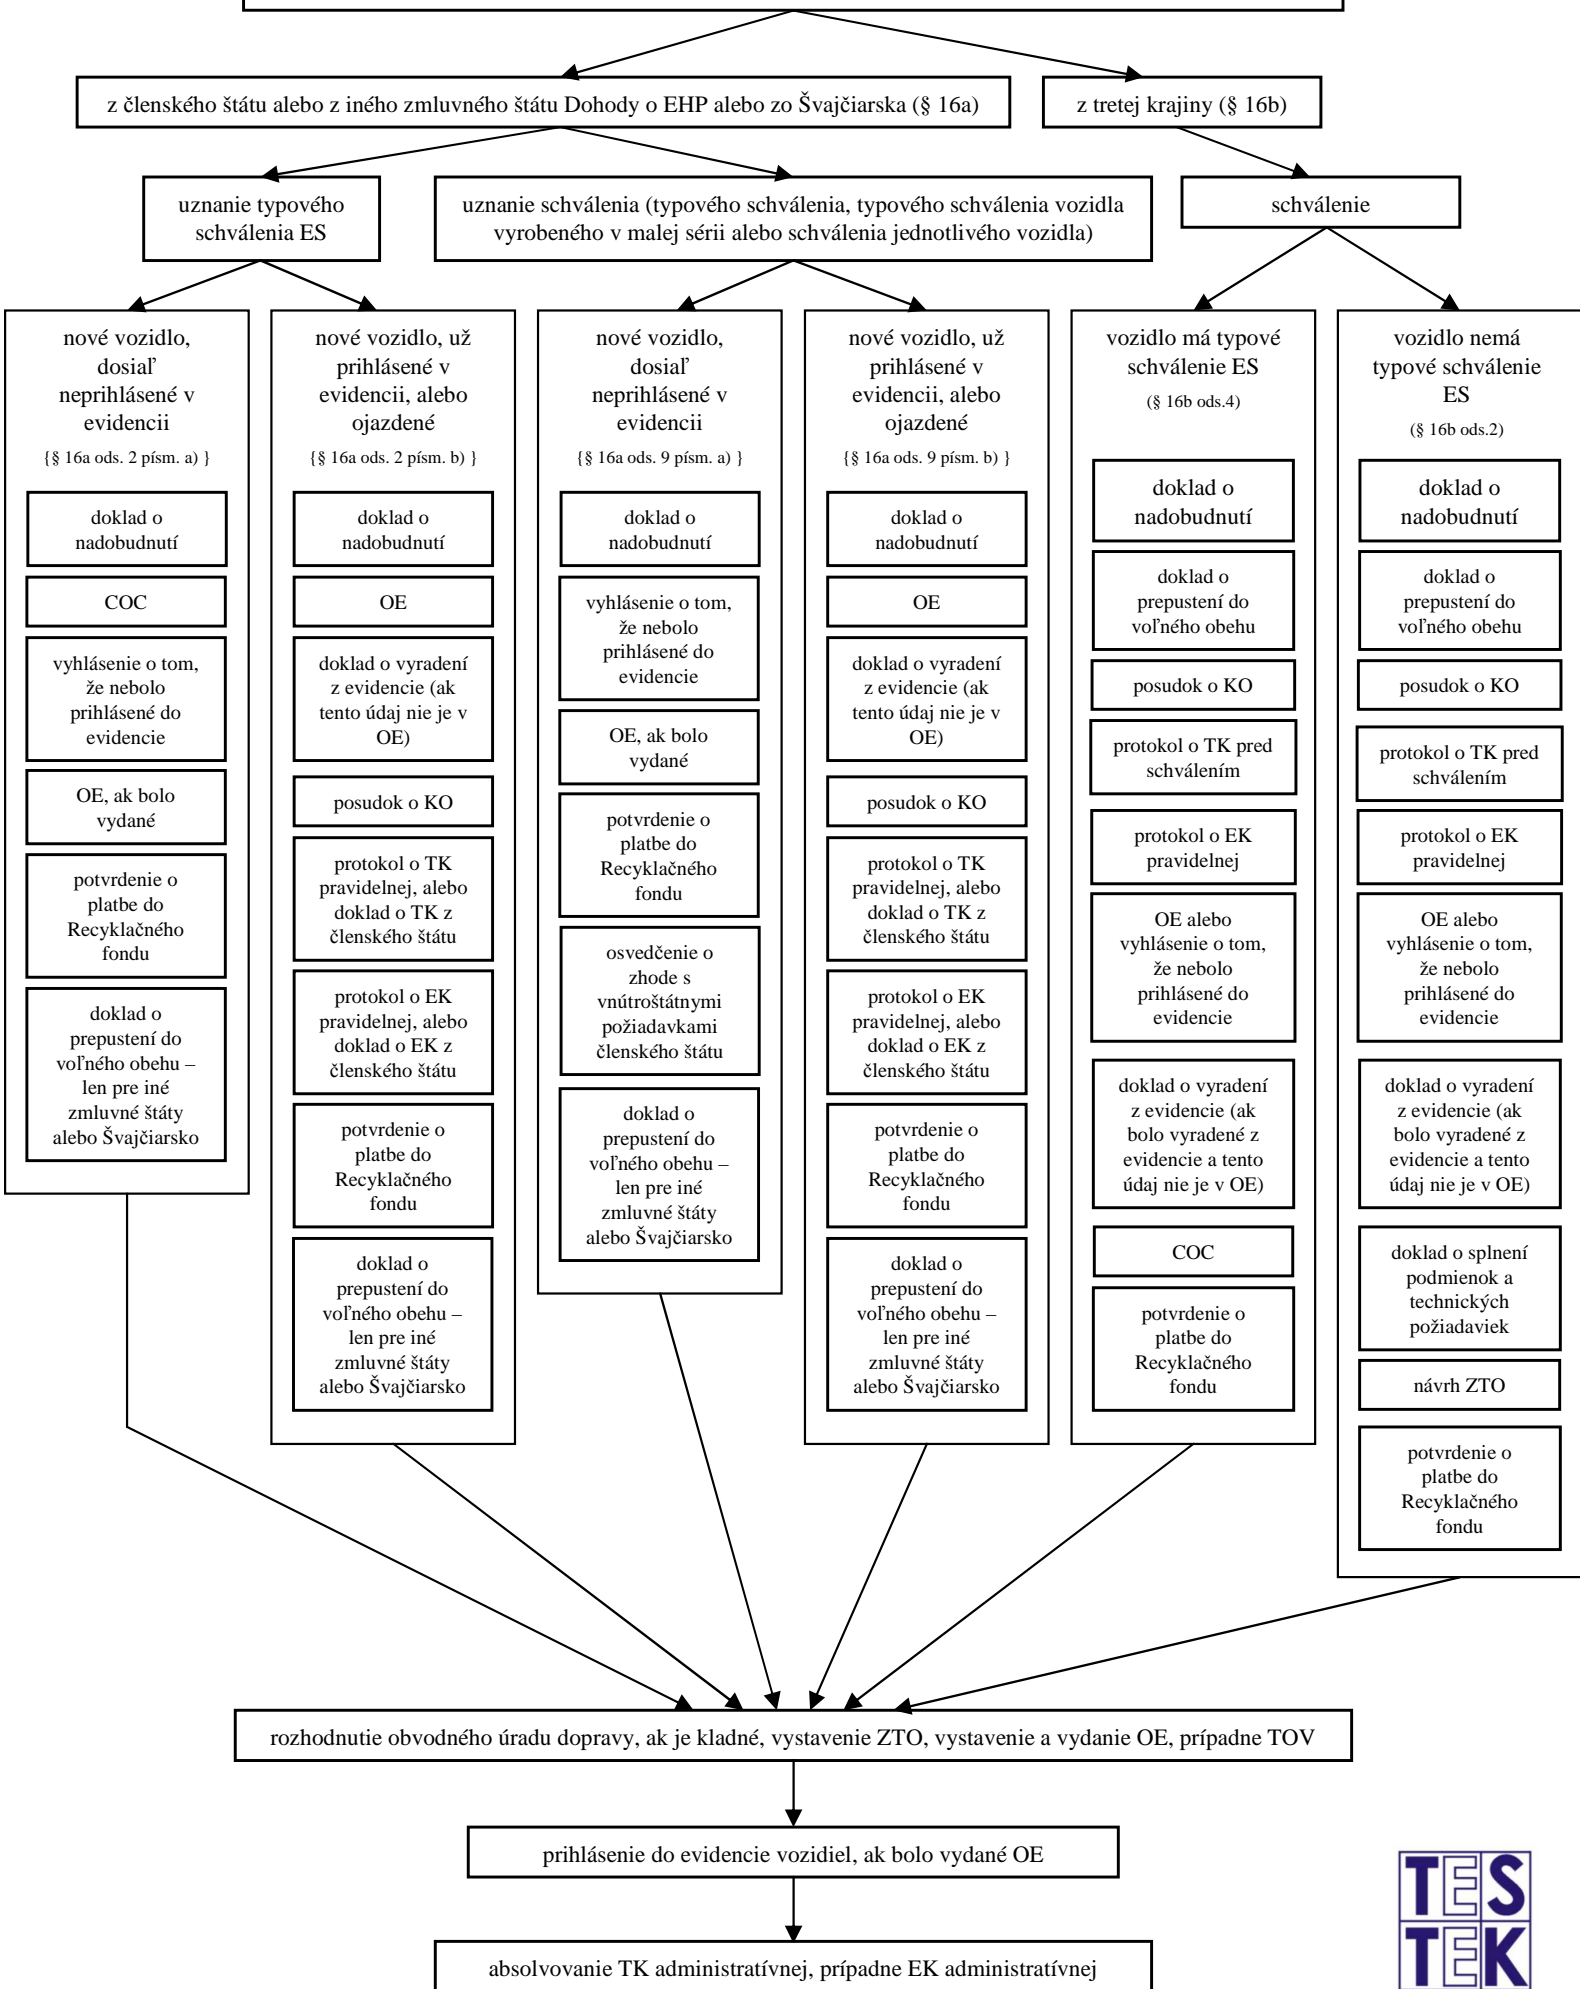 z členského štátu alebo z iného zmluvného štátu Dohody o EHP alebo zo Švajčiarska (§ 16a)
z tretej krajiny (§ 16b)
uznanie typového
schválenia ES
uznanie schválenia (typového schválenia, typového schválenia vozidla
vyrobeného v malej sérii alebo schválenia jednotlivého vozidla)
schválenie
nové vozidlo,
dosiaľ
neprihlásené v
evidencii
{§ 16a ods. 2 písm. a) }
doklad o
nadobudnutí
COC
vyhlásenie o tom,
že nebolo
prihlásené do
evidencie
OE, ak bolo
vydané
potvrdenie o
platbe do
Recyklačného
fondu
doklad o
prepustení do
voľného obehu –
len pre iné
zmluvné štáty
alebo Švajčiarsko
nové vozidlo, už
prihlásené v
evidencii, alebo
ojazdené
{§ 16a ods. 2 písm. b) }
doklad o
nadobudnutí
OE
doklad o vyradení
z evidencie (ak
tento údaj nie je v
OE)
posudok o KO
protokol o TK
pravidelnej, alebo
doklad o TK z
členského štátu
protokol o EK
pravidelnej, alebo
doklad o EK z
členského štátu
potvrdenie o
platbe do
Recyklačného
fondu
doklad o
prepustení do
voľného obehu –
len pre iné
zmluvné štáty
alebo Švajčiarsko
nové vozidlo,
dosiaľ
neprihlásené v
evidencii
{§ 16a ods. 9 písm. a) }
doklad o
nadobudnutí
vyhlásenie o tom,
že nebolo
prihlásené do
evidencie
OE, ak bolo
vydané
potvrdenie o
platbe do
Recyklačného
fondu
osvedčenie o
zhode s
vnútroštátnymi
požiadavkami
členského štátu
doklad o
prepustení do
voľného obehu –
len pre iné
zmluvné štáty
alebo Švajčiarsko
nové vozidlo, už
prihlásené v
evidencii, alebo
ojazdené
{§ 16a ods. 9 písm. b) }
doklad o
nadobudnutí
OE
doklad o vyradení
z evidencie (ak
tento údaj nie je v
OE)
posudok o KO
protokol o TK
pravidelnej, alebo
doklad o TK z
členského štátu
protokol o EK
pravidelnej, alebo
doklad o EK z
členského štátu
potvrdenie o
platbe do
Recyklačného
fondu
doklad o
prepustení do
voľného obehu –
len pre iné
zmluvné štáty
alebo Švajčiarsko
vozidlo má typové
schválenie ES
(§ 16b ods.4)
doklad o
nadobudnutí
doklad o
prepustení do
voľného obehu
posudok o KO
protokol o TK pred
schválením
protokol o EK
pravidelnej
OE alebo
vyhlásenie o tom,
že nebolo
prihlásené do
evidencie
doklad o vyradení
z evidencie (ak
bolo vyradené z
evidencie a tento
údaj nie je v OE)
COC
potvrdenie o
platbe do
Recyklačného
fondu
vozidlo nemá
typové schválenie
ES
(§ 16b ods.2)
doklad o
nadobudnutí
doklad o
prepustení do
voľného obehu
posudok o KO
protokol o TK pred
schválením
protokol o EK
pravidelnej
OE alebo
vyhlásenie o tom,
že nebolo
prihlásené do
evidencie
doklad o vyradení
z evidencie (ak
bolo vyradené z
evidencie a tento
údaj nie je v OE)
doklad o splnení
podmienok a
technických
požiadaviek
návrh ZTO
potvrdenie o
platbe do
Recyklačného
fondu
rozhodnutie obvodného úradu dopravy, ak je kladné, vystavenie ZTO, vystavenie a vydanie OE, prípadne TOV
prihlásenie do evidencie vozidiel, ak bolo vydané OE
absolvovanie TK administratívnej, prípadne EK administratívnej
TES
TEK